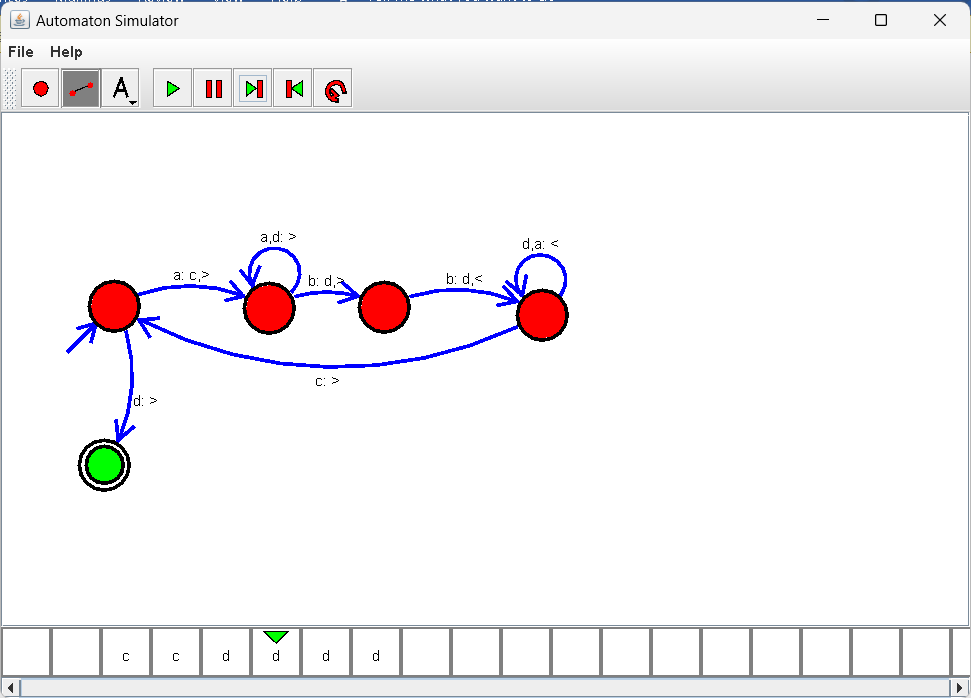 Automaton Simulator
File Help
A
a,d: >
d,a: <
a: c,>
b: d,>
b: d,<
c: >
d: >
c c d d d d